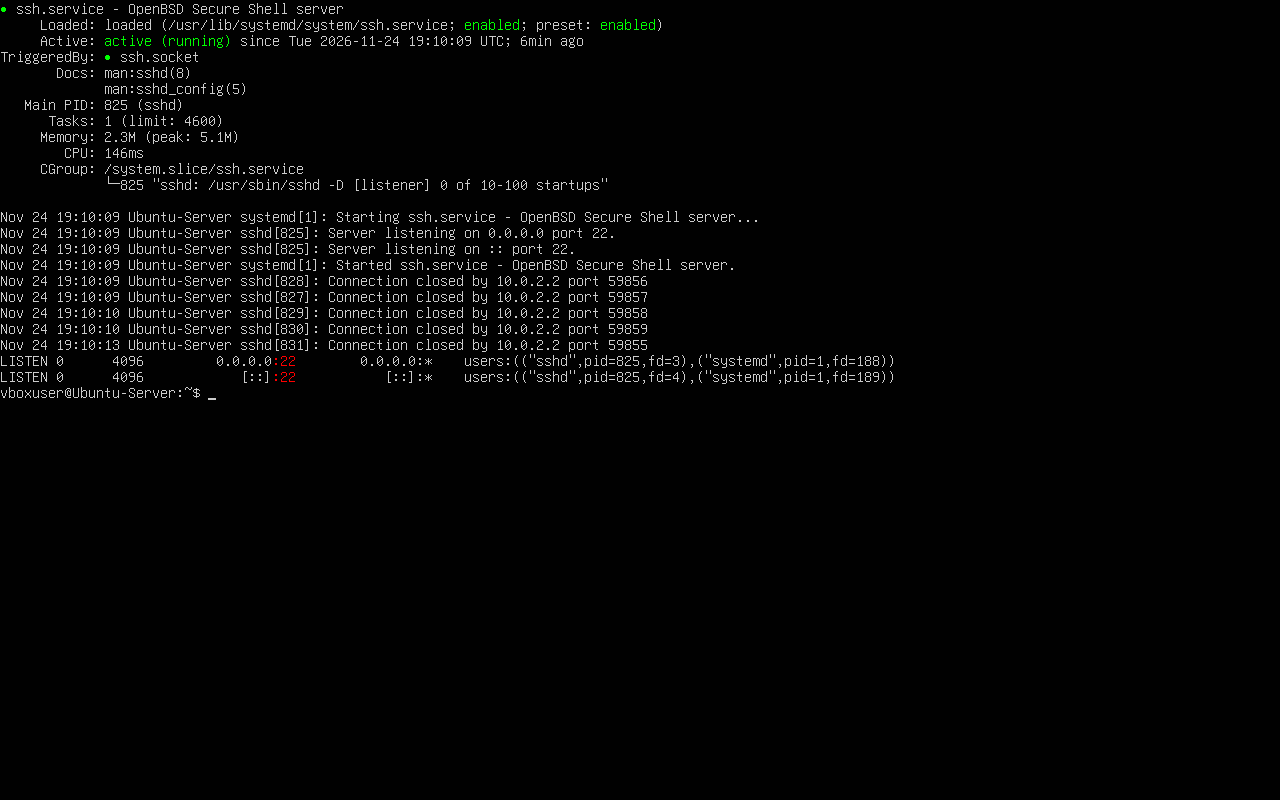 ● ssh.service - OpenBSD Secure Shell server
     Loaded: loaded (/usr/lib/systemd/system/ssh.service; enabled; preset: enabled)
     Active: active (running) since Tue 2026-11-24 19:10:09 UTC; 6min ago
TriggeredBy: ● ssh.socket
       Docs: man:sshd(8)
             man:sshd_config(5)
   Main PID: 825 (sshd)
      Tasks: 1 (limit: 4600)
     Memory: 2.3M (peak: 5.1M)
        CPU: 146ms
     CGroup: /system.slice/ssh.service
             └─825 "sshd: /usr/sbin/sshd -D [listener] 0 of 10-100 startups"

Nov 24 19:10:09 Ubuntu-Server systemd[1]: Starting ssh.service - OpenBSD Secure Shell server...
Nov 24 19:10:09 Ubuntu-Server sshd[825]: Server listening on 0.0.0.0 port 22.
Nov 24 19:10:09 Ubuntu-Server sshd[825]: Server listening on :: port 22.
Nov 24 19:10:09 Ubuntu-Server systemd[1]: Started ssh.service - OpenBSD Secure Shell server.
Nov 24 19:10:09 Ubuntu-Server sshd[828]: Connection closed by 10.0.2.2 port 59856
Nov 24 19:10:09 Ubuntu-Server sshd[827]: Connection closed by 10.0.2.2 port 59857
Nov 24 19:10:10 Ubuntu-Server sshd[829]: Connection closed by 10.0.2.2 port 59858
Nov 24 19:10:10 Ubuntu-Server sshd[830]: Connection closed by 10.0.2.2 port 59859
Nov 24 19:10:13 Ubuntu-Server sshd[831]: Connection closed by 10.0.2.2 port 59855
LISTEN 0      4096         0.0.0.0:22        0.0.0.0:*    users:(("sshd",pid=825,fd=3),("systemd",pid=1,fd=188))
LISTEN 0      4096            [::]:22           [::]:*    users:(("sshd",pid=825,fd=4),("systemd",pid=1,fd=189))
vboxuser@Ubuntu-Server:~$ _